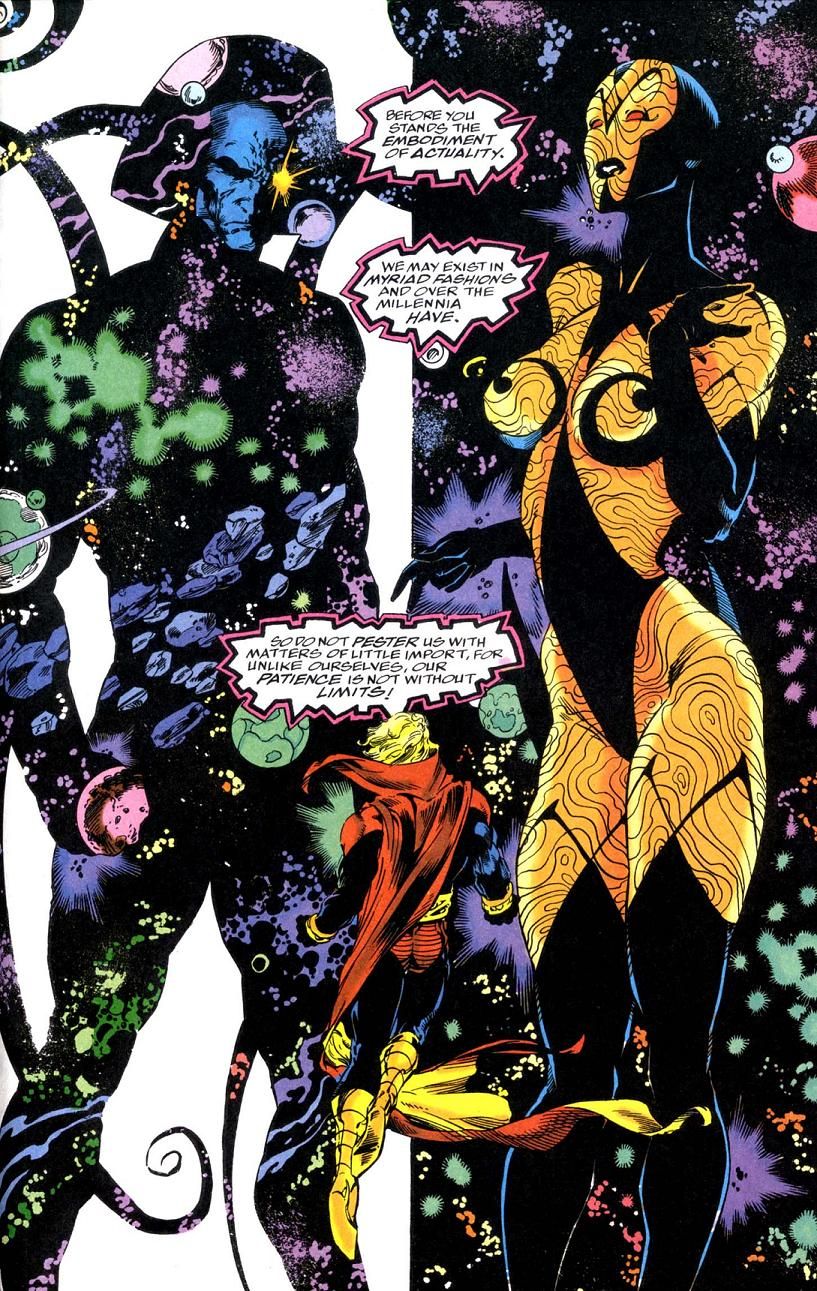 BEFORE YOU
STANDS THE
EMBODIMENT
OF ACTUALITY.
WE MAY EXIST IN
MYRIAD FASHIONS
AND OVER THE
MILLENNIA
HAVE.
SO DO NOT PESTER US WITH
MATTERS OF LITTLE IMPORT, FOR
UNLIKE OURSELVES, OUR
PATIENCE IS NOT WITHOUT
LIMITS!